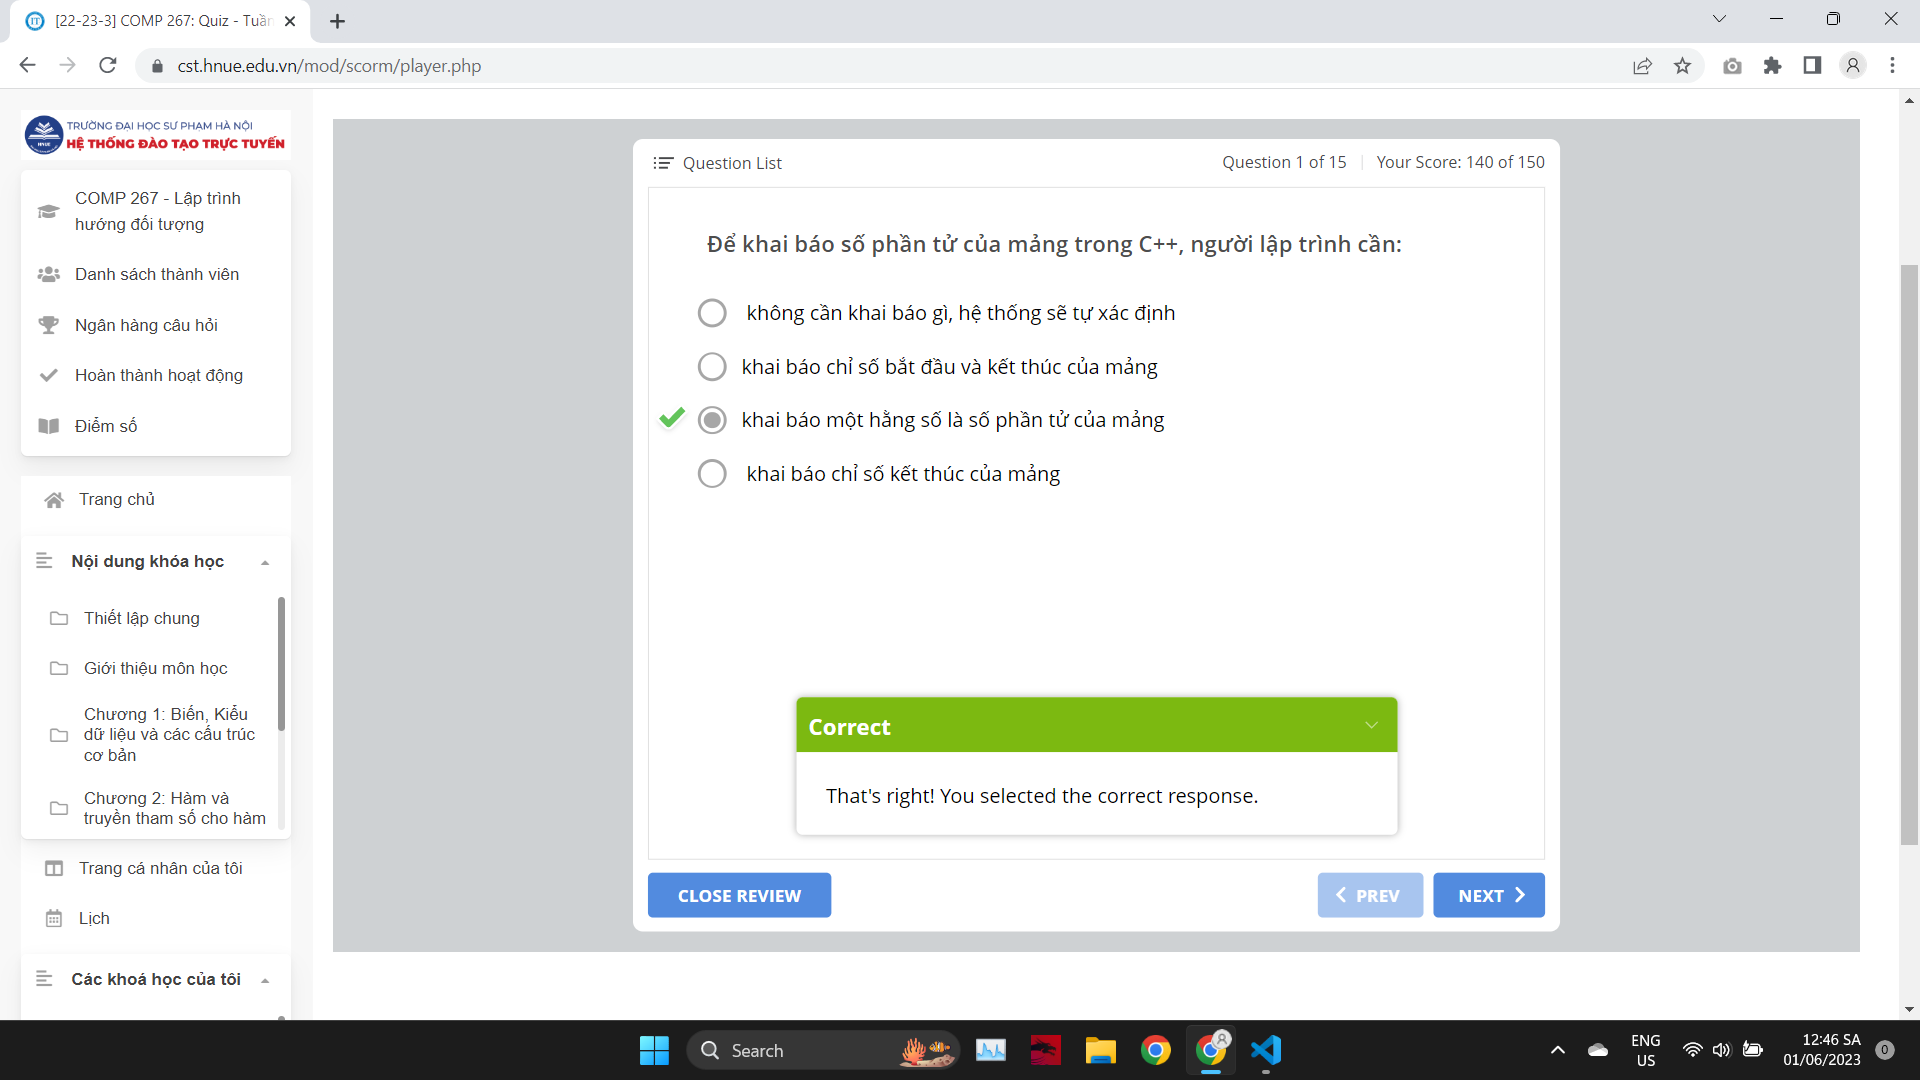 [22-23-3] COMP 267: Quiz - Tuần
cst.hnue.edu.vn/mod/scorm/player.php
TRƯỜNG ĐẠI HỌC SƯ PHẠM HÀ NỘI
HỆ THỐNG ĐÀO TẠO TRỰC TUYẾN
COMP 267 - Lập trình
hướng đối tượng
Danh sách thành viên
Ngân hàng câu hỏi
Hoàn thành hoạt động
Điểm số
Trang chủ
Nội dung khóa học
Thiết lập chung
Giới thiệu môn học
Chương 1: Biến, Kiểu
dữ liệu và các cấu trúc
cơ bản
Chương 2: Hàm và
truyền tham số cho hàm
Trang cá nhân của tôi
Lịch
Các khoá học của tôi
Question List
Question 1 of 15
Your Score: 140 of 150
Để khai báo số phần tử của mảng trong C++, người lập trình cần:
không cần khai báo gì, hệ thống sẽ tự xác định
khai báo chỉ số bắt đầu và kết thúc của mảng
khai báo một hằng số là số phần tử của mảng
khai báo chỉ số kết thúc của mảng
Correct
That's right! You selected the correct response.
CLOSE REVIEW
PREV
NEXT
Search
ENG
US
12:46 SA
01/06/2023
0